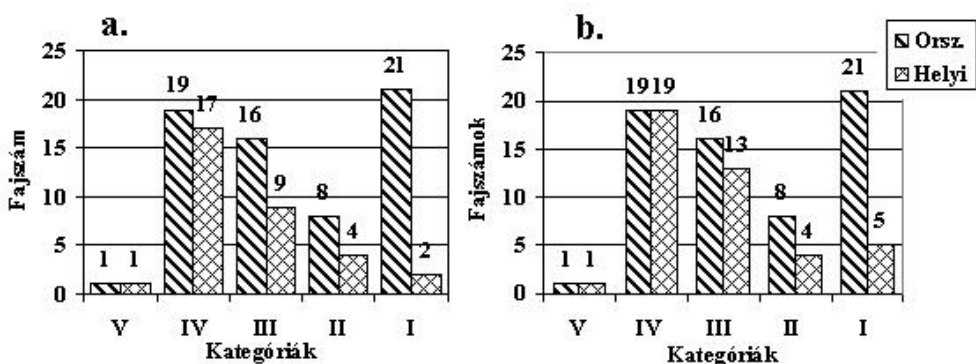 a.
25
20
15
10
5
0
Fajszám
1 1
19 17
16 9
8 4
21 2
V IV III II I
Kategóriák
b.
25
20
15
10
5
0
Fajszámok
1 1
19 19
16 13
8 4
21 5
V IV III II I
Kategóriák
Orsz.
Helyi